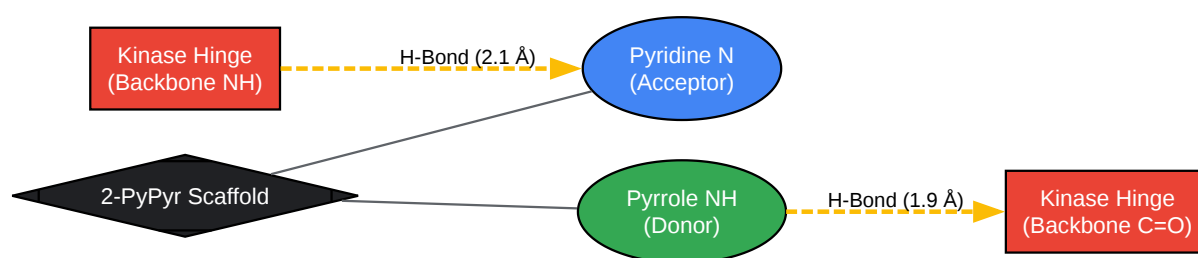 Kinase Hinge
(Backbone NH)
H-Bond (2.1 Å)
Pyridine N
(Acceptor)
2-PyPyr Scaffold
Pyrrole NH
(Donor)
H-Bond (1.9 Å)
Kinase Hinge
(Backbone C=O)